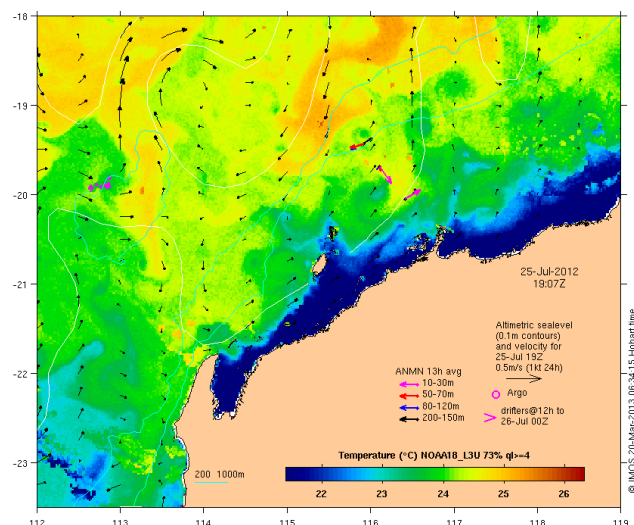 -18
-19
-20
-21
-22
-23
25-Jul-2012
19:07Z
Altimetric sealevel
(0.1m contours)
and velocity for
25-Jul 19Z
0.5m/s (1kt 24h)
Argo
drifters@12h to
26-Jul 00Z
ANMN 13h avg
10-30m
50-70m
80-120m
200-150m
200 1000m
Temperature (°C) NOAA18_L3U 73% ql>=4
22 23 24 25 26
112 113 114 115 116 117 118 119
© IMOS 20-Mar-2013 06:34:15 Hobart time